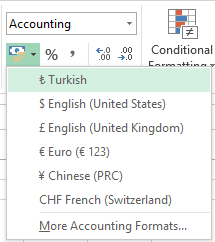 Accounting
% ,
←.0 .00
.00 →.0
Conditional
Formatting
₺ Turkish
$ English (United States)
£ English (United Kingdom)
€ Euro (€ 123)
¥ Chinese (PRC)
CHF French (Switzerland)
More Accounting Formats...